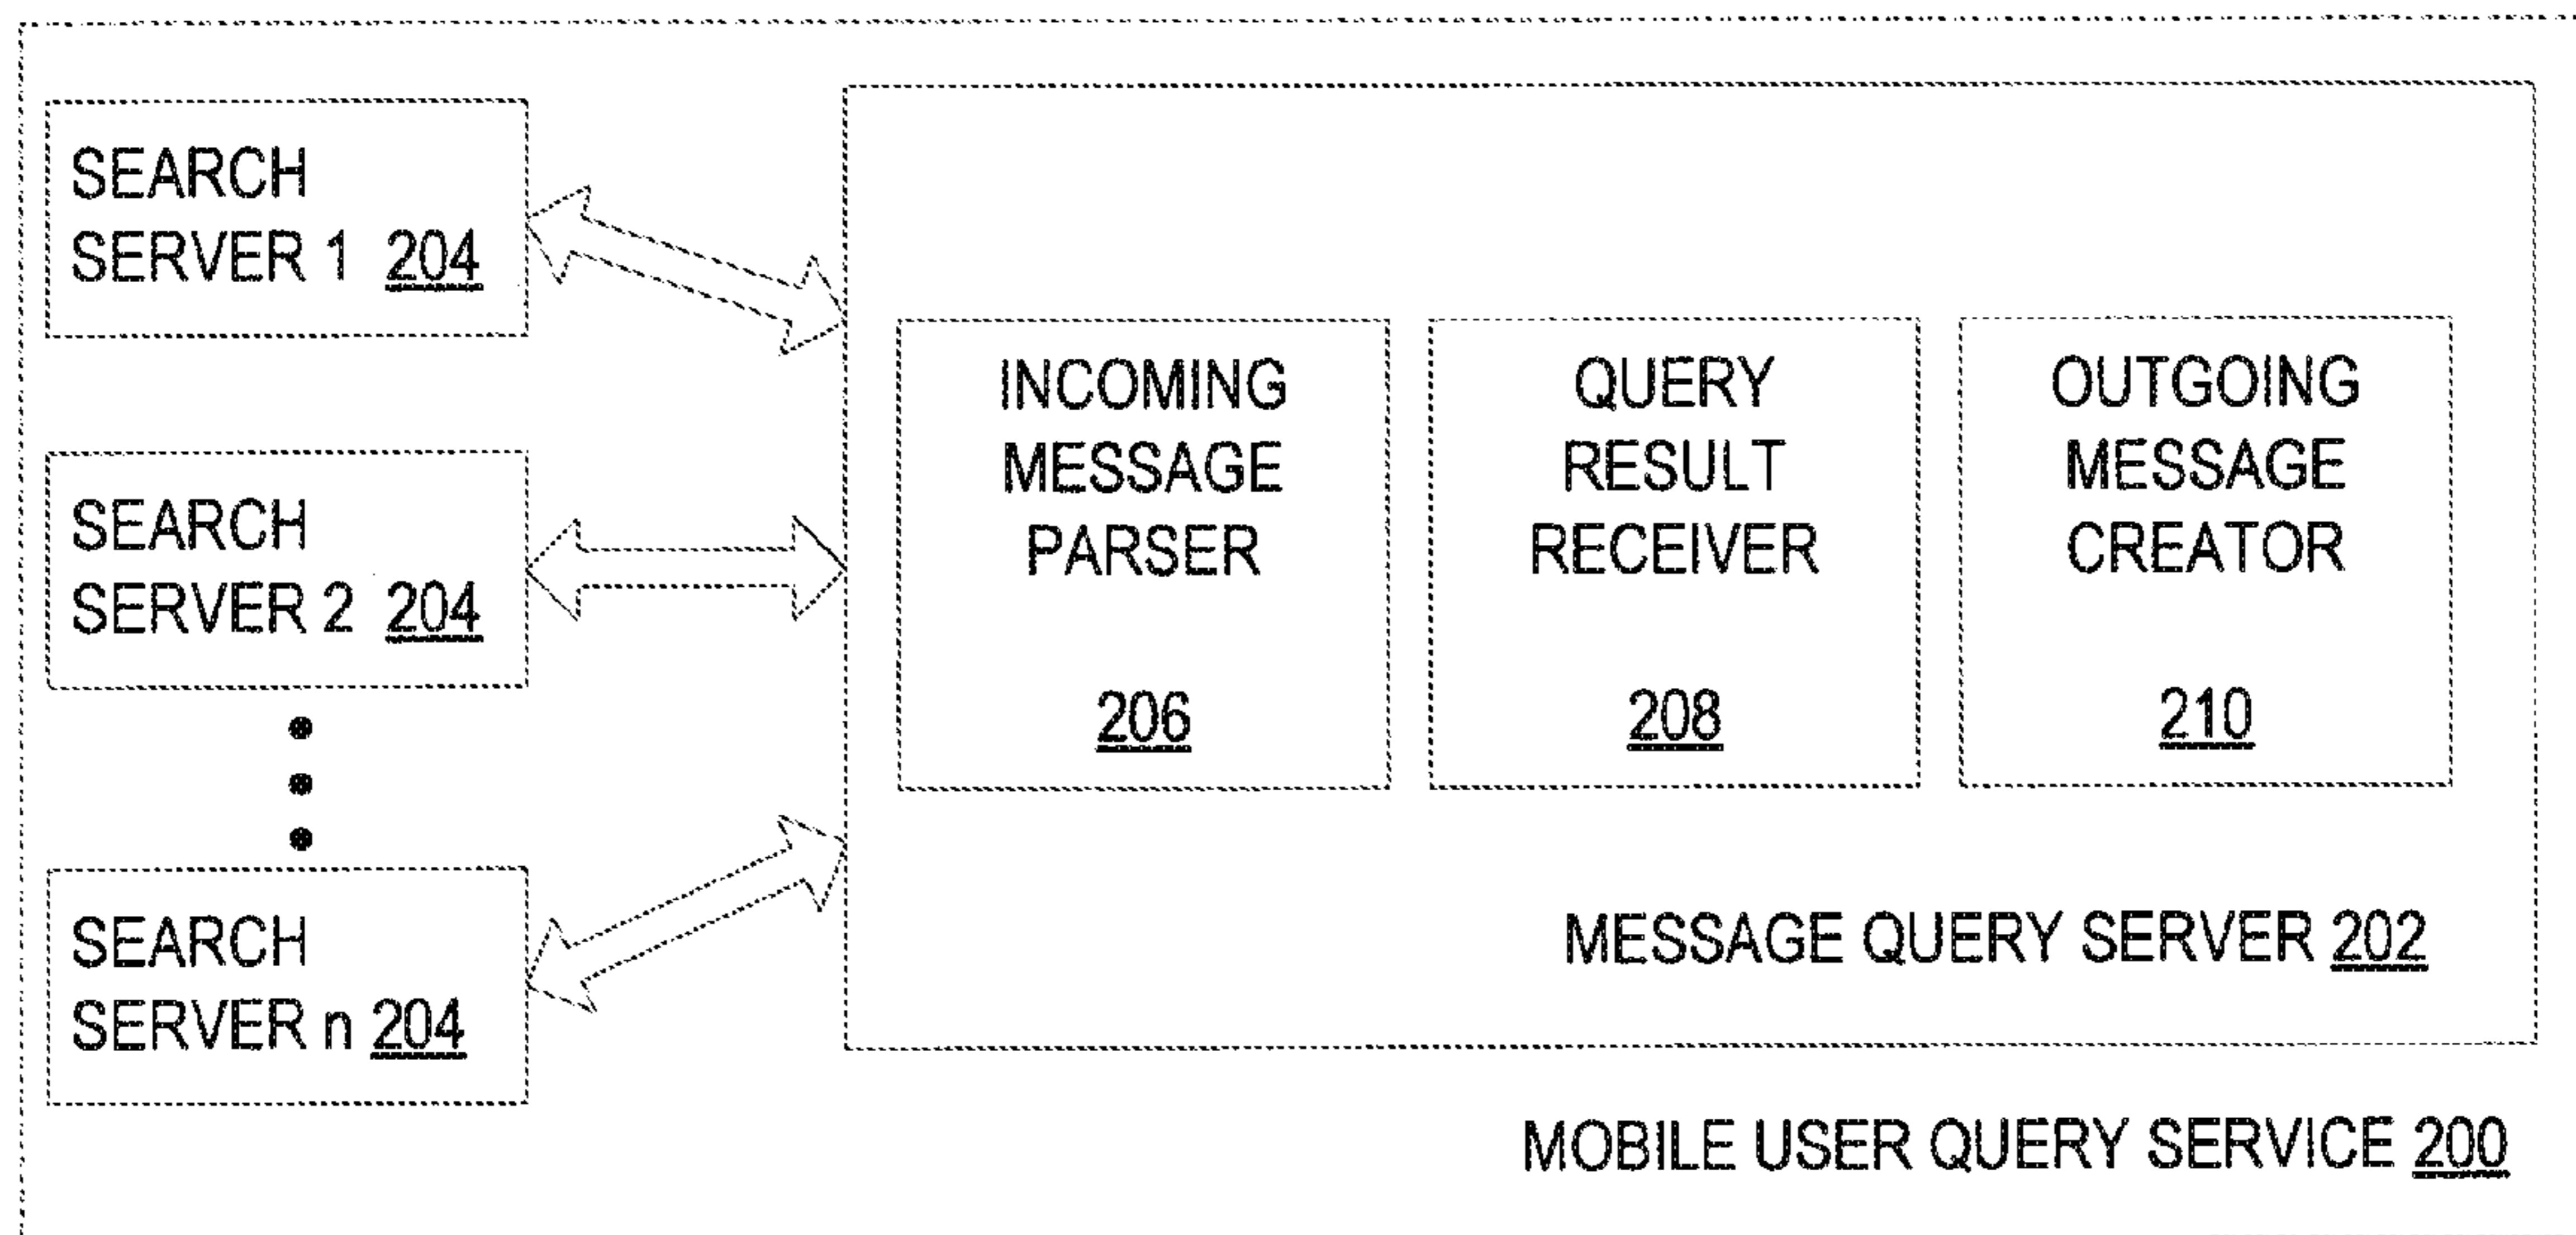 SEARCH
SERVER 1 204
SEARCH
SERVER 2 204
SEARCH
SERVER n 204
INCOMING
MESSAGE
PARSER
206
QUERY
RESULT
RECEIVER
208
OUTGOING
MESSAGE
CREATOR
210
MESSAGE QUERY SERVER 202
MOBILE USER QUERY SERVICE 200